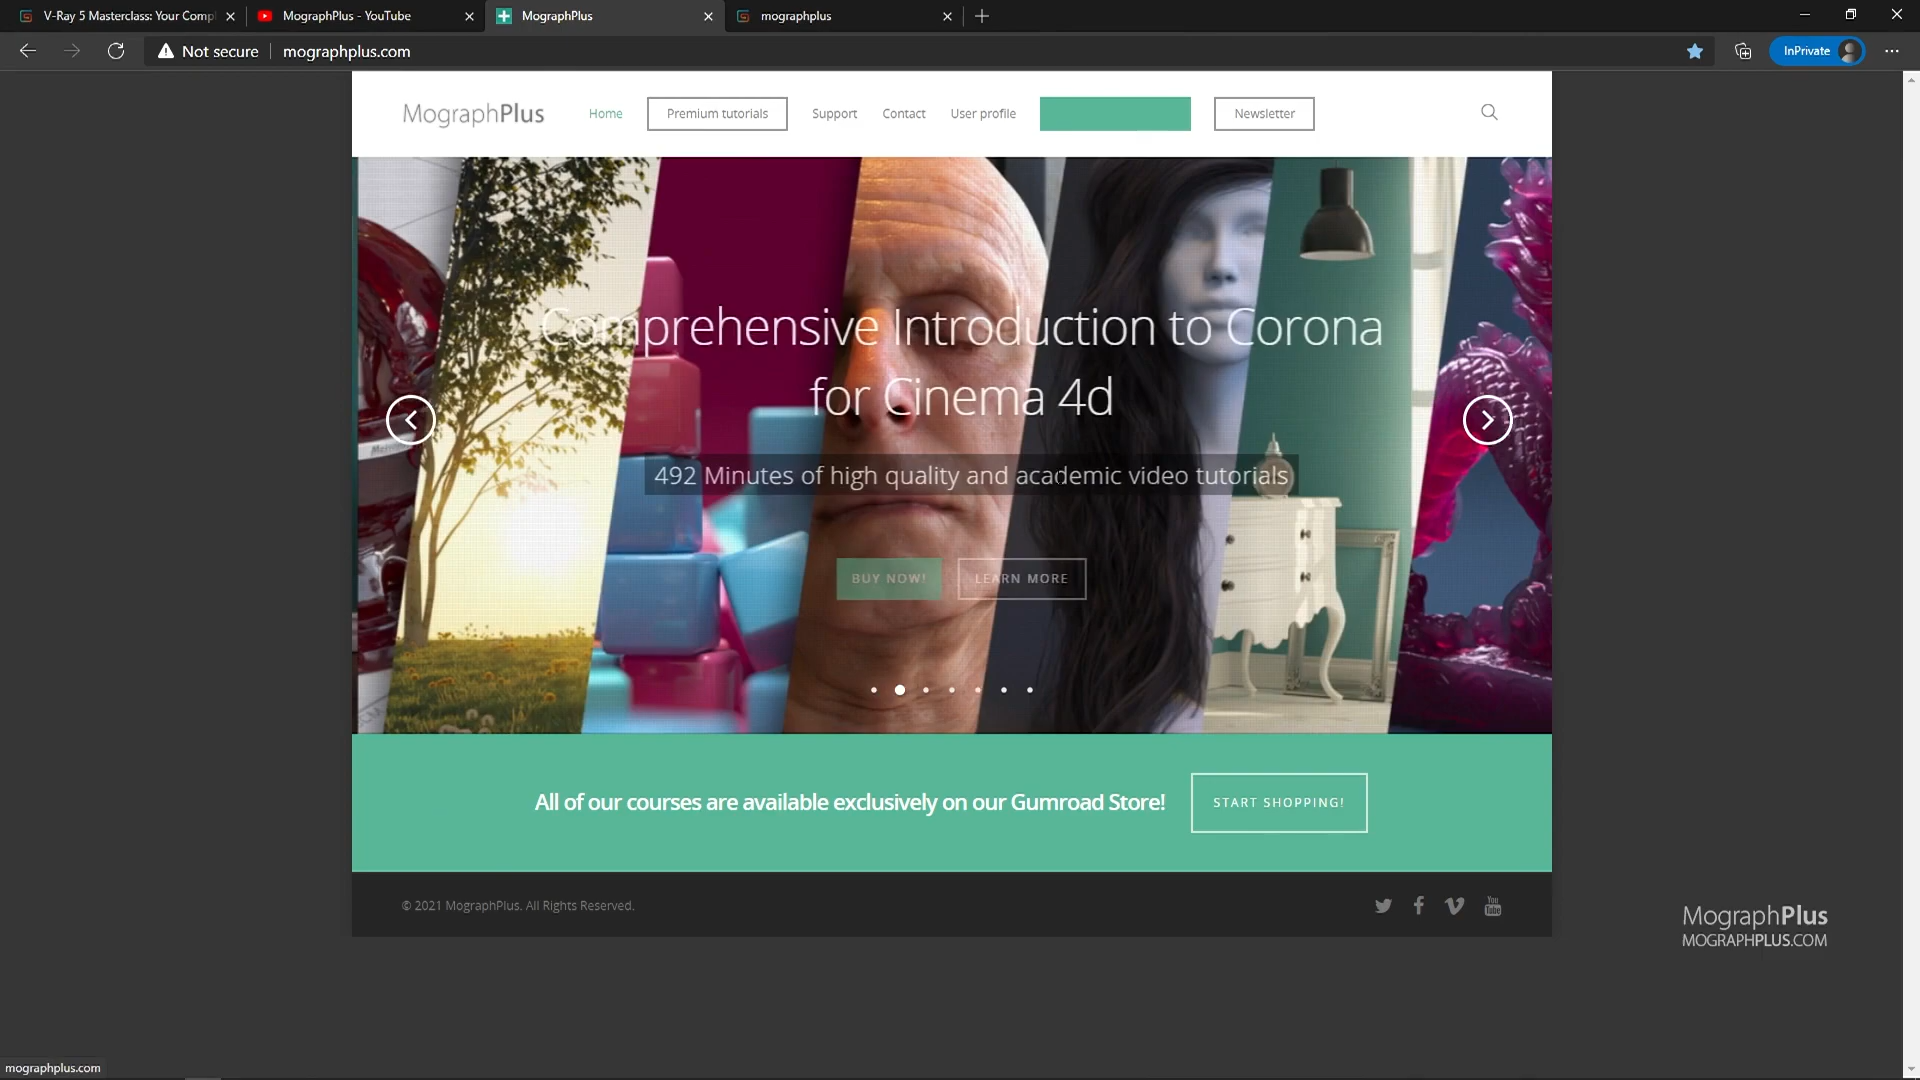 V-Ray 5 Masterclass: Your Compl
MographPlus - YouTube
MographPlus
mographplus
Not secure
mographplus.com
InPrivate
MographPlus
Home
Premium tutorials
Support
Contact
User profile
Newsletter
Comprehensive Introduction to Corona
for Cinema 4d
492 Minutes of high quality and academic video tutorials
BUY NOW!
LEARN MORE
All of our courses are available exclusively on our Gumroad Store!
START SHOPPING!
© 2021 MographPlus. All Rights Reserved.
You
Tube
MographPlus
MOGRAPHPLUS.COM
mographplus.com